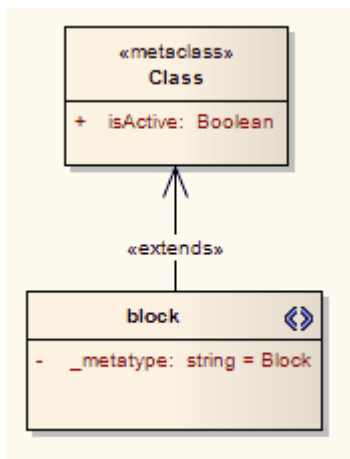 «metaclass»
Class
+ isActive: Boolean
«extends»
block
- _metatype: string = Block